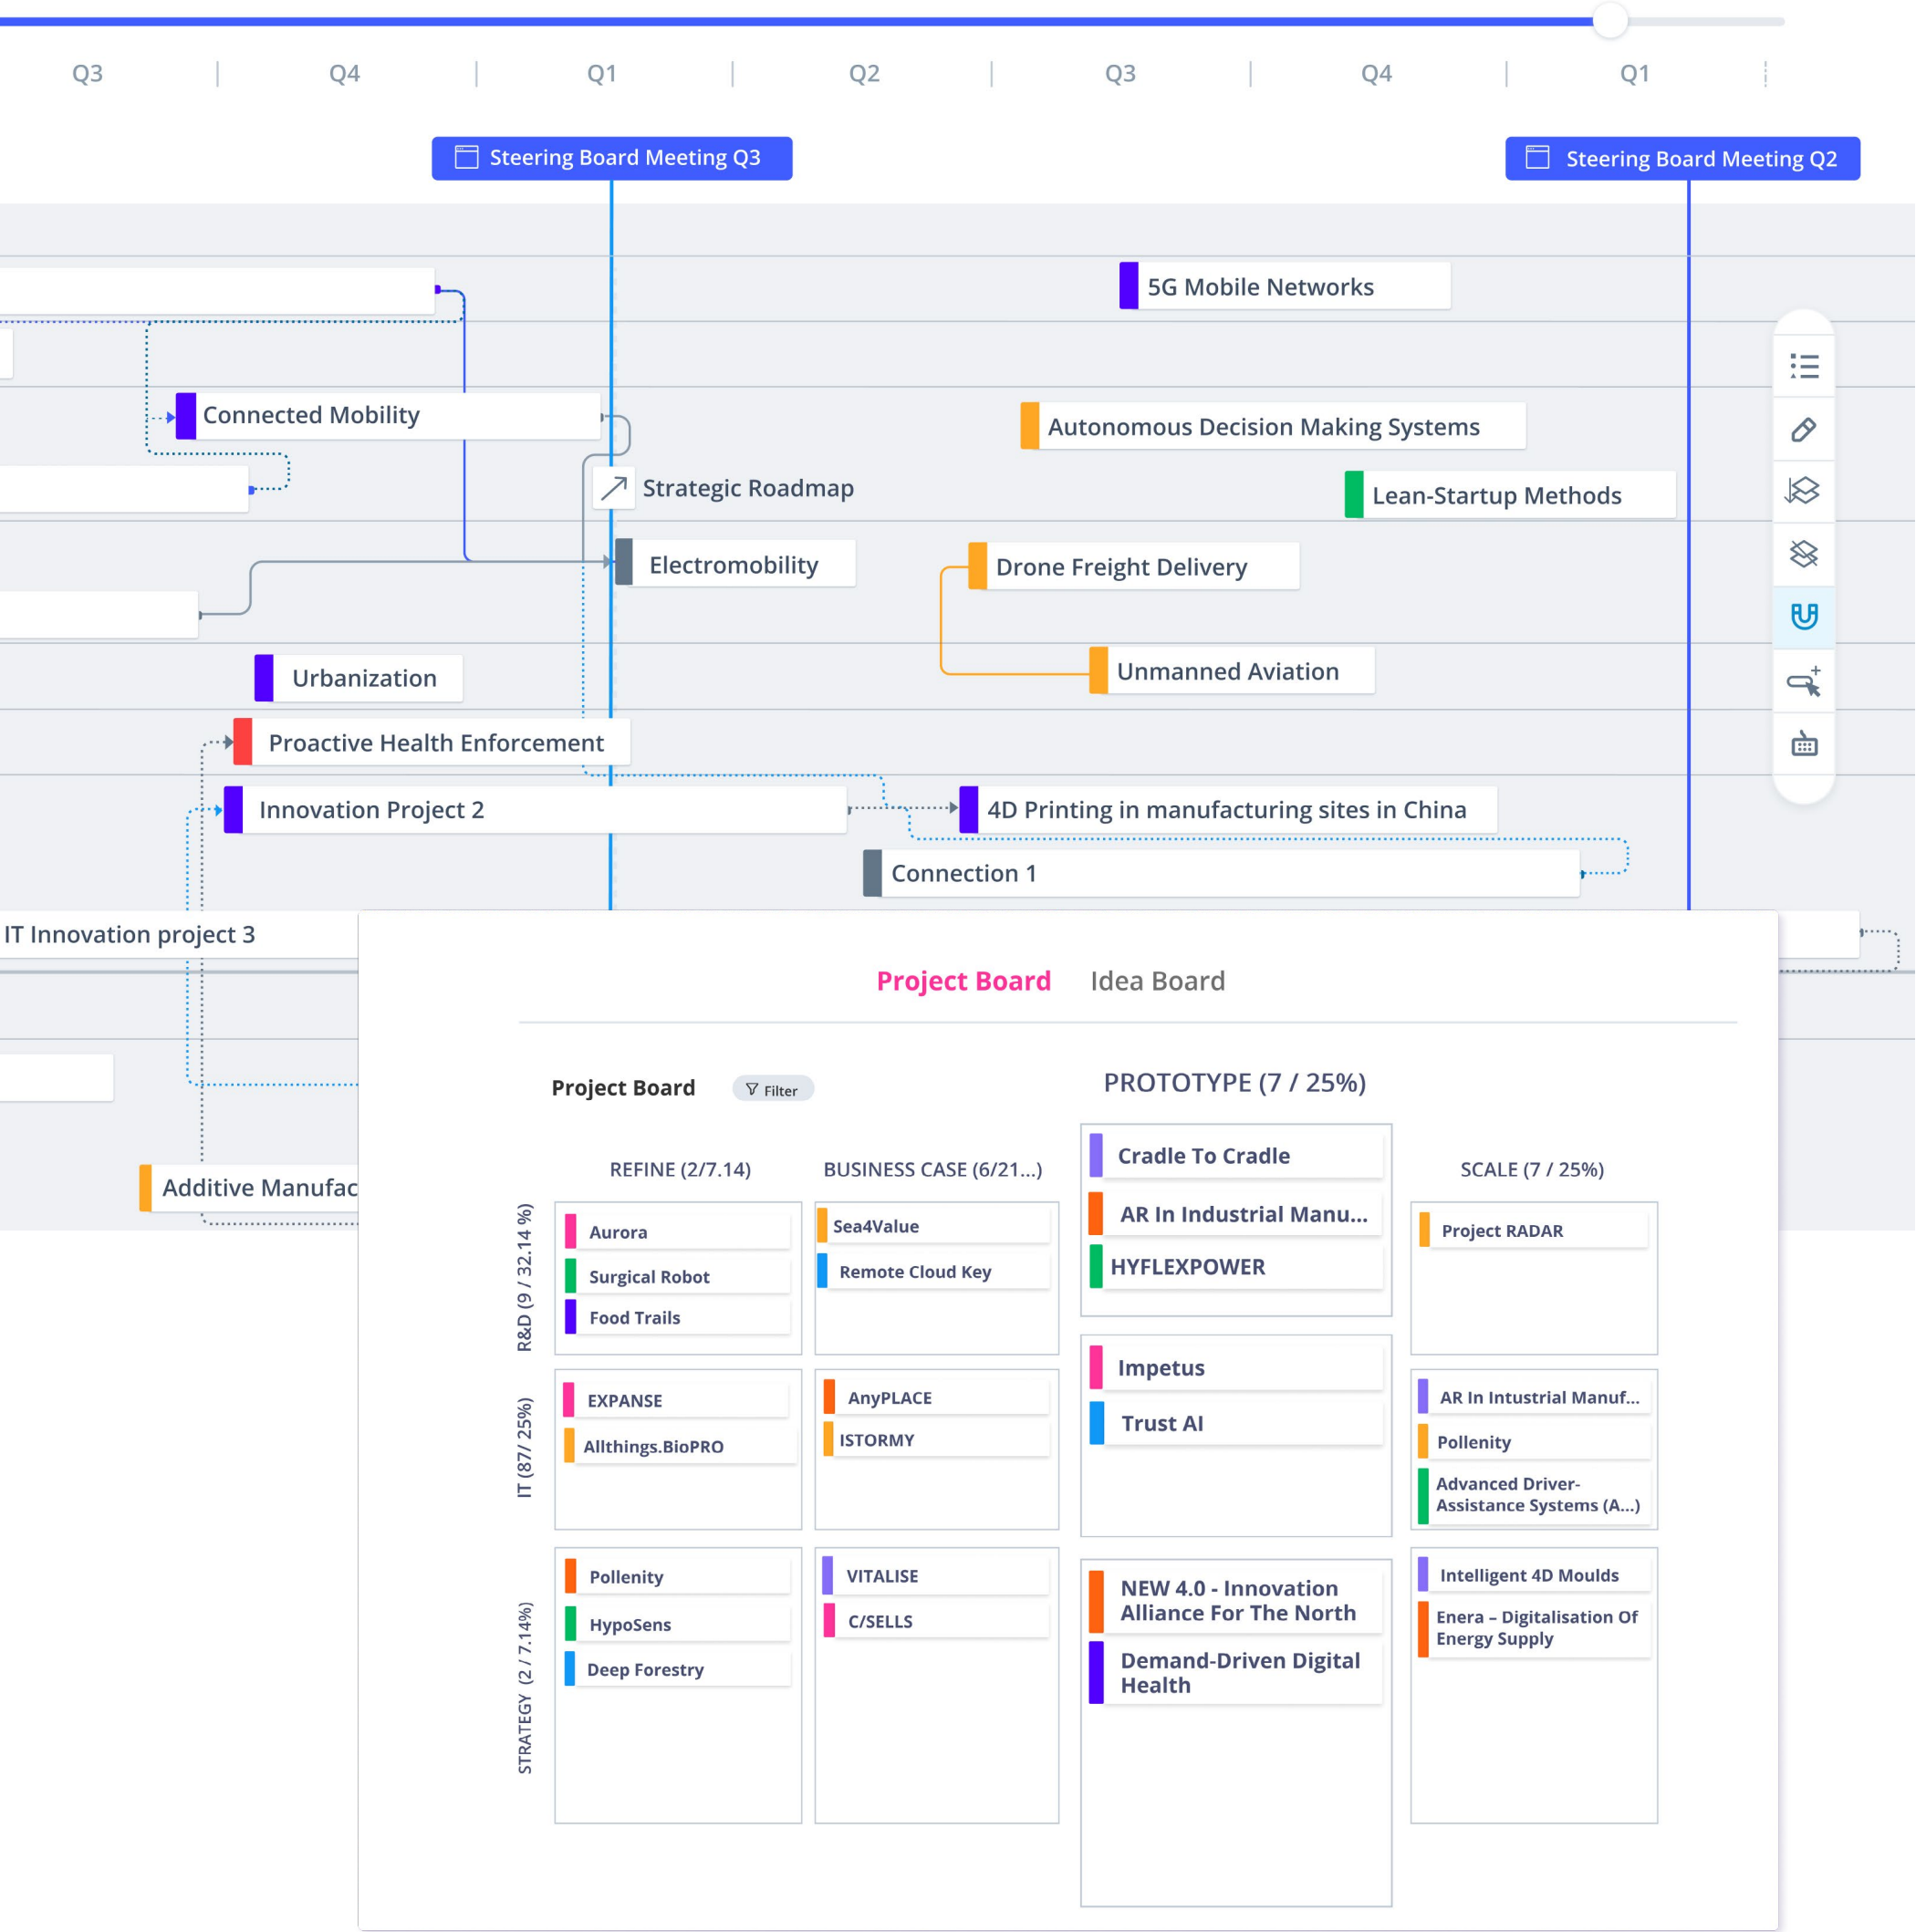 Q3
Q4
Q1
Q2
Q3
Q4
Q1
Steering Board Meeting Q3
Steering Board Meeting Q2
5G Mobile Networks
Connected Mobility
Autonomous Decision Making Systems
Strategic Roadmap
Lean-Startup Methods
Electromobility
Drone Freight Delivery
Urbanization
Unmanned Aviation
Proactive Health Enforcement
Innovation Project 2
4D Printing in manufacturing sites in China
Connection 1
IT Innovation project 3
Additive Manufac
Project Board
Idea Board
Project Board
Filter
REFINE (2/7.14)
BUSINESS CASE (6/21...)
PROTOTYPE (7 / 25%)
SCALE (7 / 25%)
R&D (9 / 32.14 %)
Aurora
Surgical Robot
Food Trails
Sea4Value
Remote Cloud Key
Cradle To Cradle
AR In Industrial Manu...
HYFLEXPOWER
Project RADAR
IT (87/ 25%)
EXPANSE
Allthings.BioPRO
AnyPLACE
ISTORMY
Impetus
Trust AI
AR In Intustrial Manuf...
Pollenity
Advanced Driver-
Assistance Systems (A...)
STRATEGY (2 / 7.14%)
Pollenity
HypoSens
Deep Forestry
VITALISE
C/SELLS
NEW 4.0 - Innovation
Alliance For The North
Demand-Driven Digital
Health
Intelligent 4D Moulds
Enera – Digitalisation Of
Energy Supply